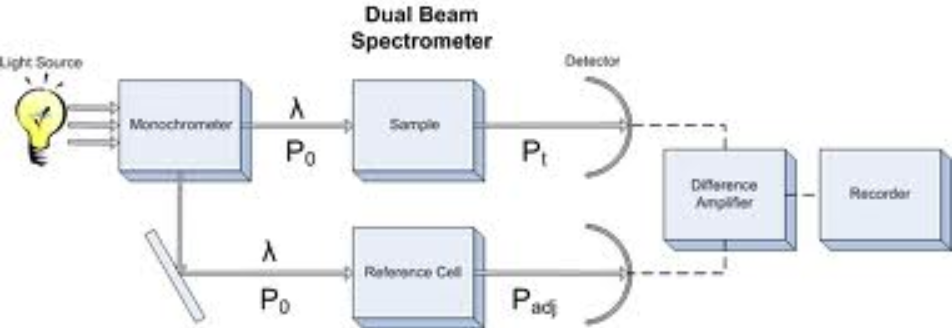 Dual Beam
Spectrometer
Light Source
Detector
Monochrometer
λ
P0
Sample
Pt
Difference
Amplifier
Recorder
λ
P0
Reference Cell
Padj